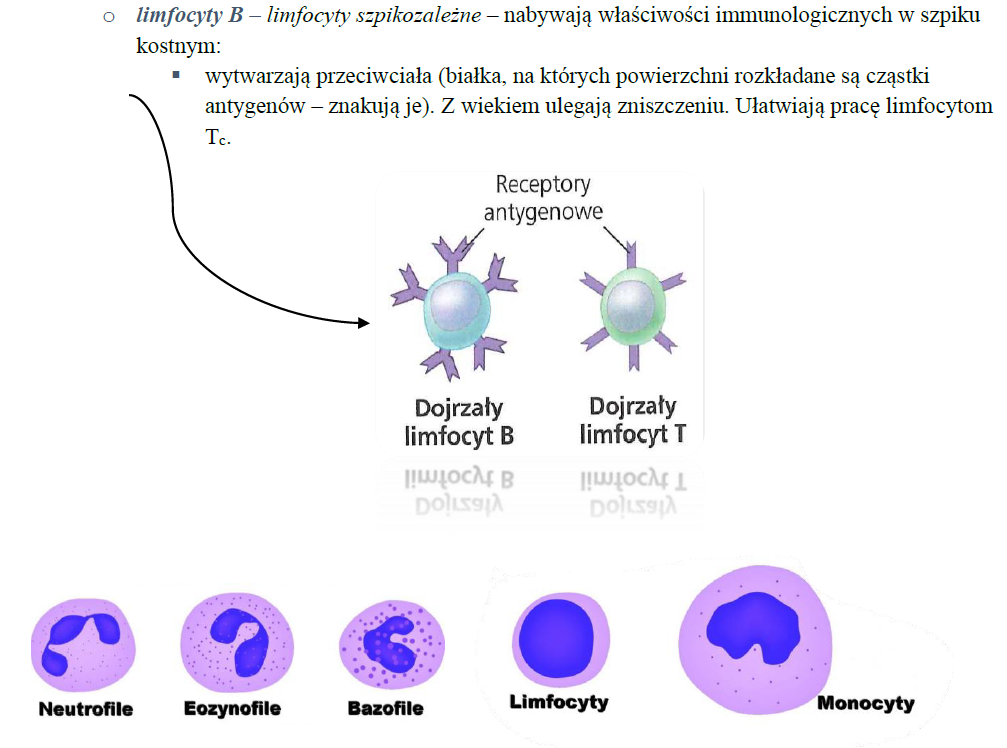 ○ limfocyty B – limfocyty szpikozależne – nabywają właściwości immunologicznych w szpiku
kostnym:
▪ wytwarzają przeciwciała (białka, na których powierzchni rozkładane są cząstki
antygenów – znakują je). Z wiekiem ulegają zniszczeniu. Ułatwiają pracę limfocytom
Tc.
Receptory
antygenowe
Dojrzały
limfocyt B
Dojrzały
limfocyt T
Neutrofile
Eozynofile
Bazofile
Limfocyty
Monocyty